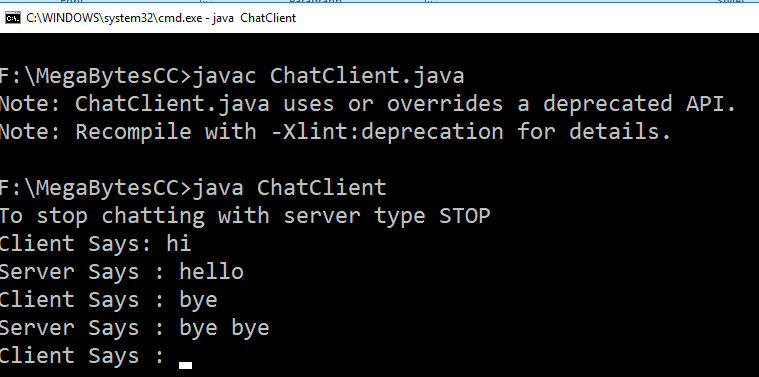 C:\WINDOWS\system32\cmd.exe - java  ChatClient
F:\MegaBytesCC>javac ChatClient.java
Note: ChatClient.java uses or overrides a deprecated API.
Note: Recompile with -Xlint:deprecation for details.
F:\MegaBytesCC>java ChatClient
To stop chatting with server type STOP
Client Says: hi
Server Says : hello
Client Says : bye
Server Says : bye bye
Client Says :